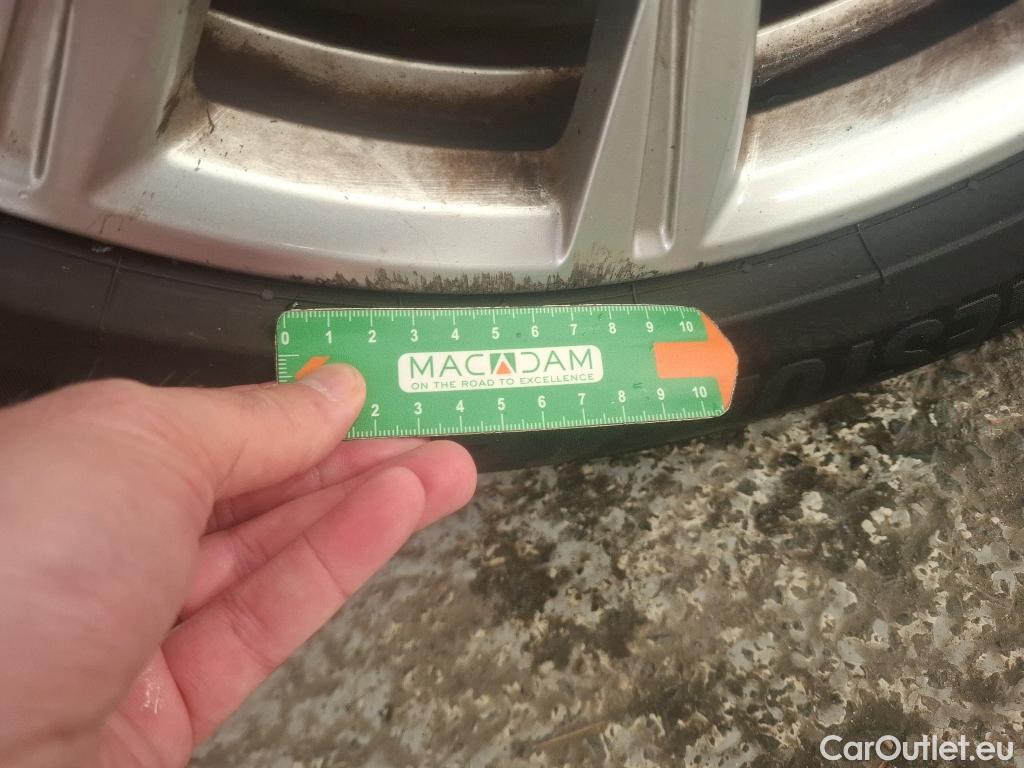 0 1 2 3 4 5 6 7 8 9 10
MACADAM
ON THE ROAD TO EXCELLENCE
2 3 4 5 6 7 8 9 10
CarOutlet.eu